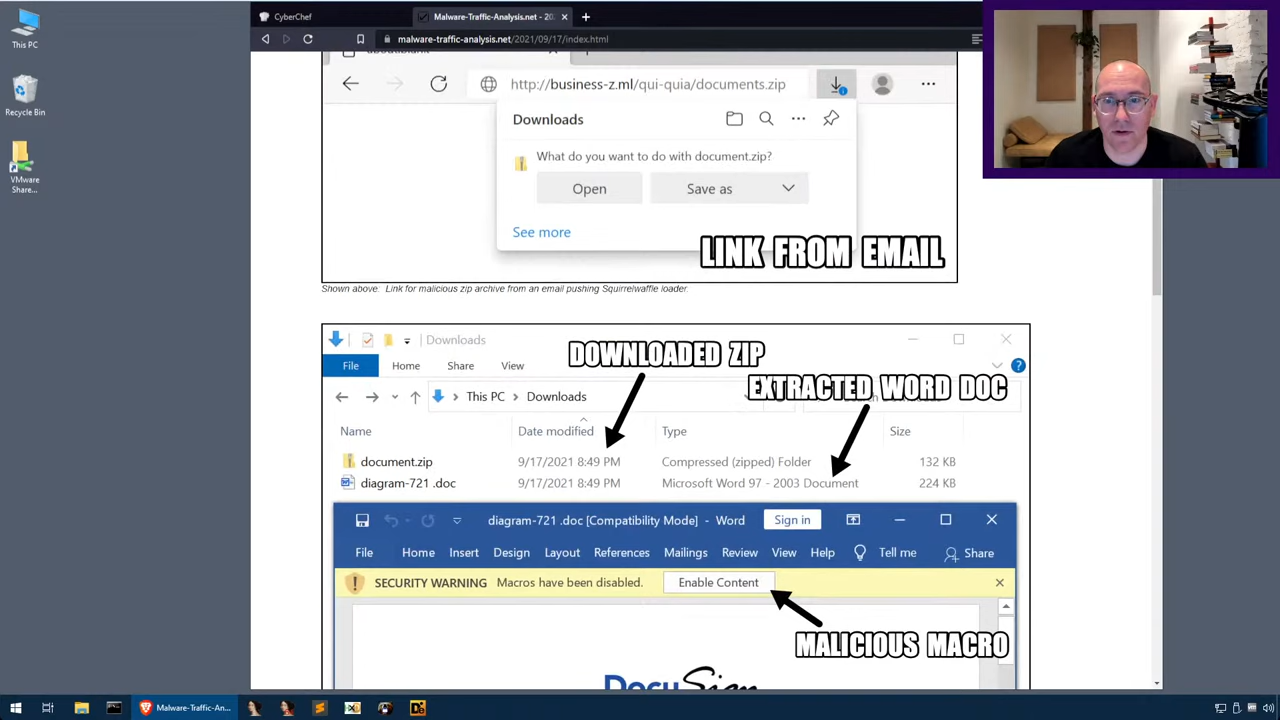 CyberChef
Malware-Traffic-Analysis.net - 202
malware-traffic-analysis.net/2021/09/17/index.html
This PC
Recycle Bin
VMware
Share...
http://business-z.ml/qui-quia/documents.zip
Downloads
What do you want to do with document.zip?
Open
Save as
See more
LINK FROM EMAIL
Shown above: Link for malicious zip archive from an email pushing Squirrelwaffle loader.
Downloads
DOWNLOADED ZIP
File
Home
Share
View
EXTRACTED WORD DOC
This PC
Downloads
Name
Date modified
Type
Size
document.zip
9/17/2021 8:49 PM
Compressed (zipped) Folder
132 KB
diagram-721 .doc
9/17/2021 8:49 PM
Microsoft Word 97 - 2003 Document
224 KB
diagram-721 .doc [Compatibility Mode] - Word
Sign in
File
Home
Insert
Design
Layout
References
Mailings
Review
View
Help
Tell me
Share
SECURITY WARNING Macros have been disabled.
Enable Content
MALICIOUS MACRO
DocuSign
Malware-Traffic-An...